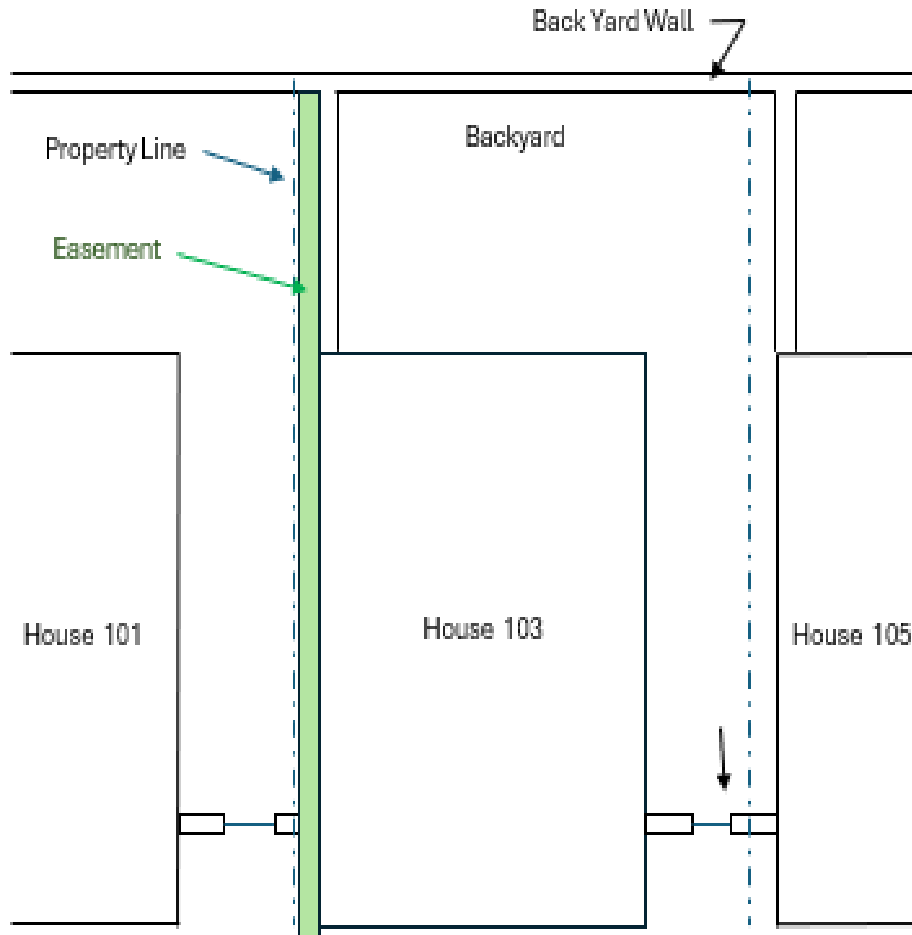 Back Yard Wall
Property Line
Backyard
Easement
House 101
House 103
House 105